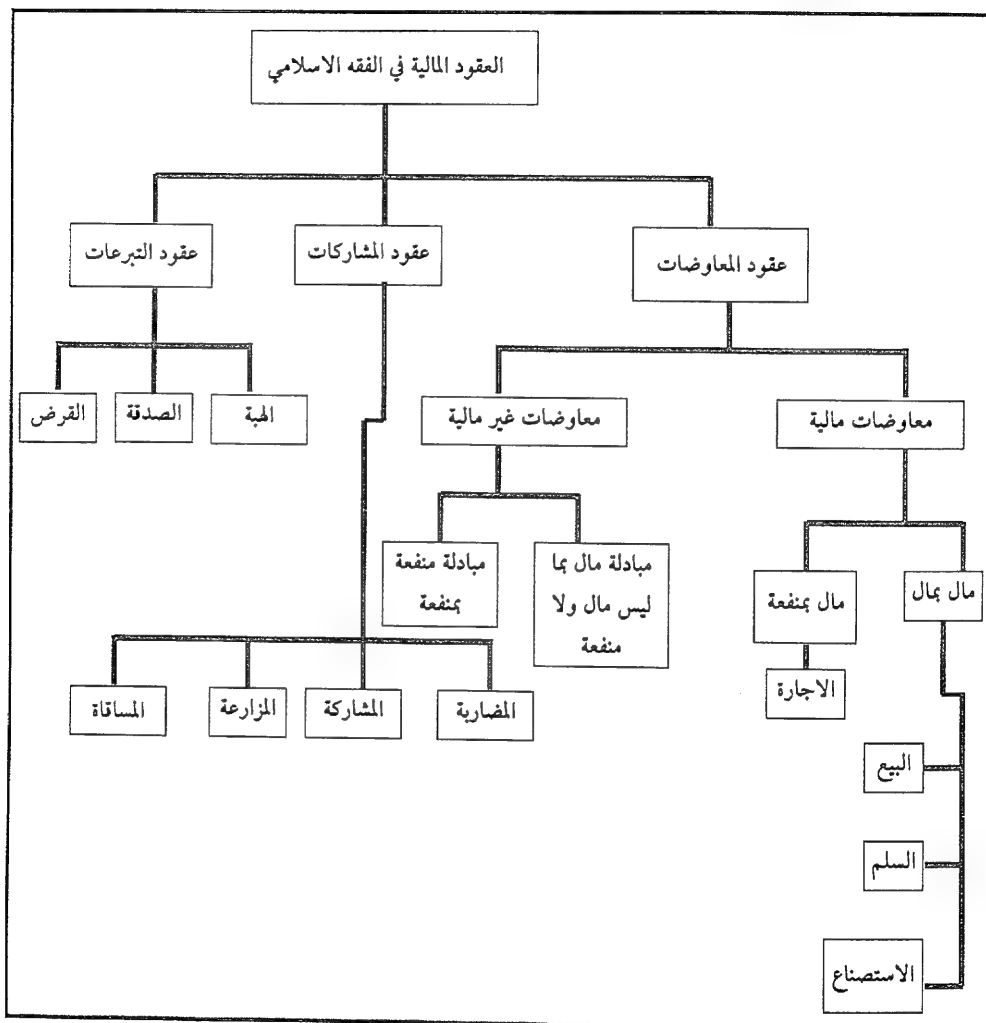 العقود المالية في الفقه الاسلامي
عقود المعاوضات
عقود المشاركات
عقود التبرعات
معاوضات مالية
معاوضات غير مالية
الهبة
الصدقة
القرض
مال بمال
مال بمنفعة
مبادلة مال بما
ليس مال ولا
منفعة
مبادلة منفعة
بمنفعة
الاجارة
المضاربة
المشاركة
المزارعة
المساقاة
البيع
السلم
الاستصناع